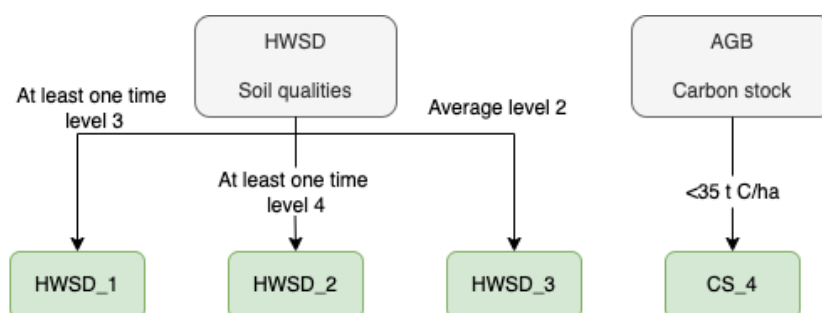 HWSD
Soil qualities
AGB
Carbon stock
At least one time
level 3
Average level 2
At least one time
level 4
<35 t C/ha
HWSD_1
HWSD_2
HWSD_3
CS_4